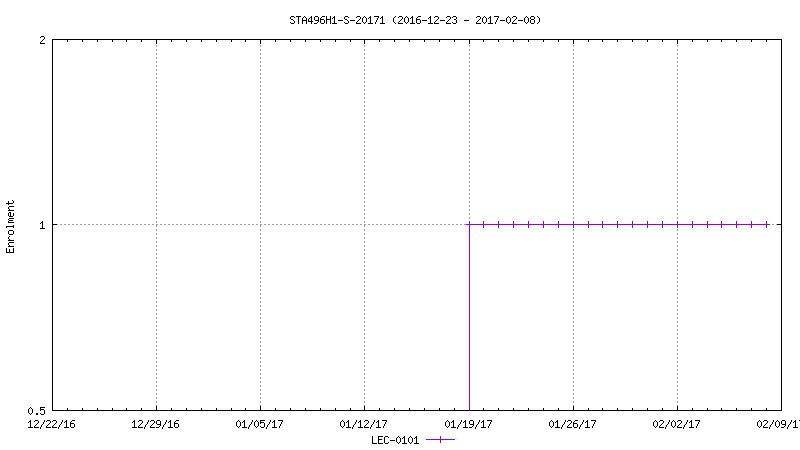 STA496H1-S-20171 (2016-12-23 - 2017-02-08)
2
1
0.5
Enrolment
12/22/16 12/29/16 01/05/17 01/12/17 01/19/17 01/26/17 02/02/17 02/09/1
LEC-0101